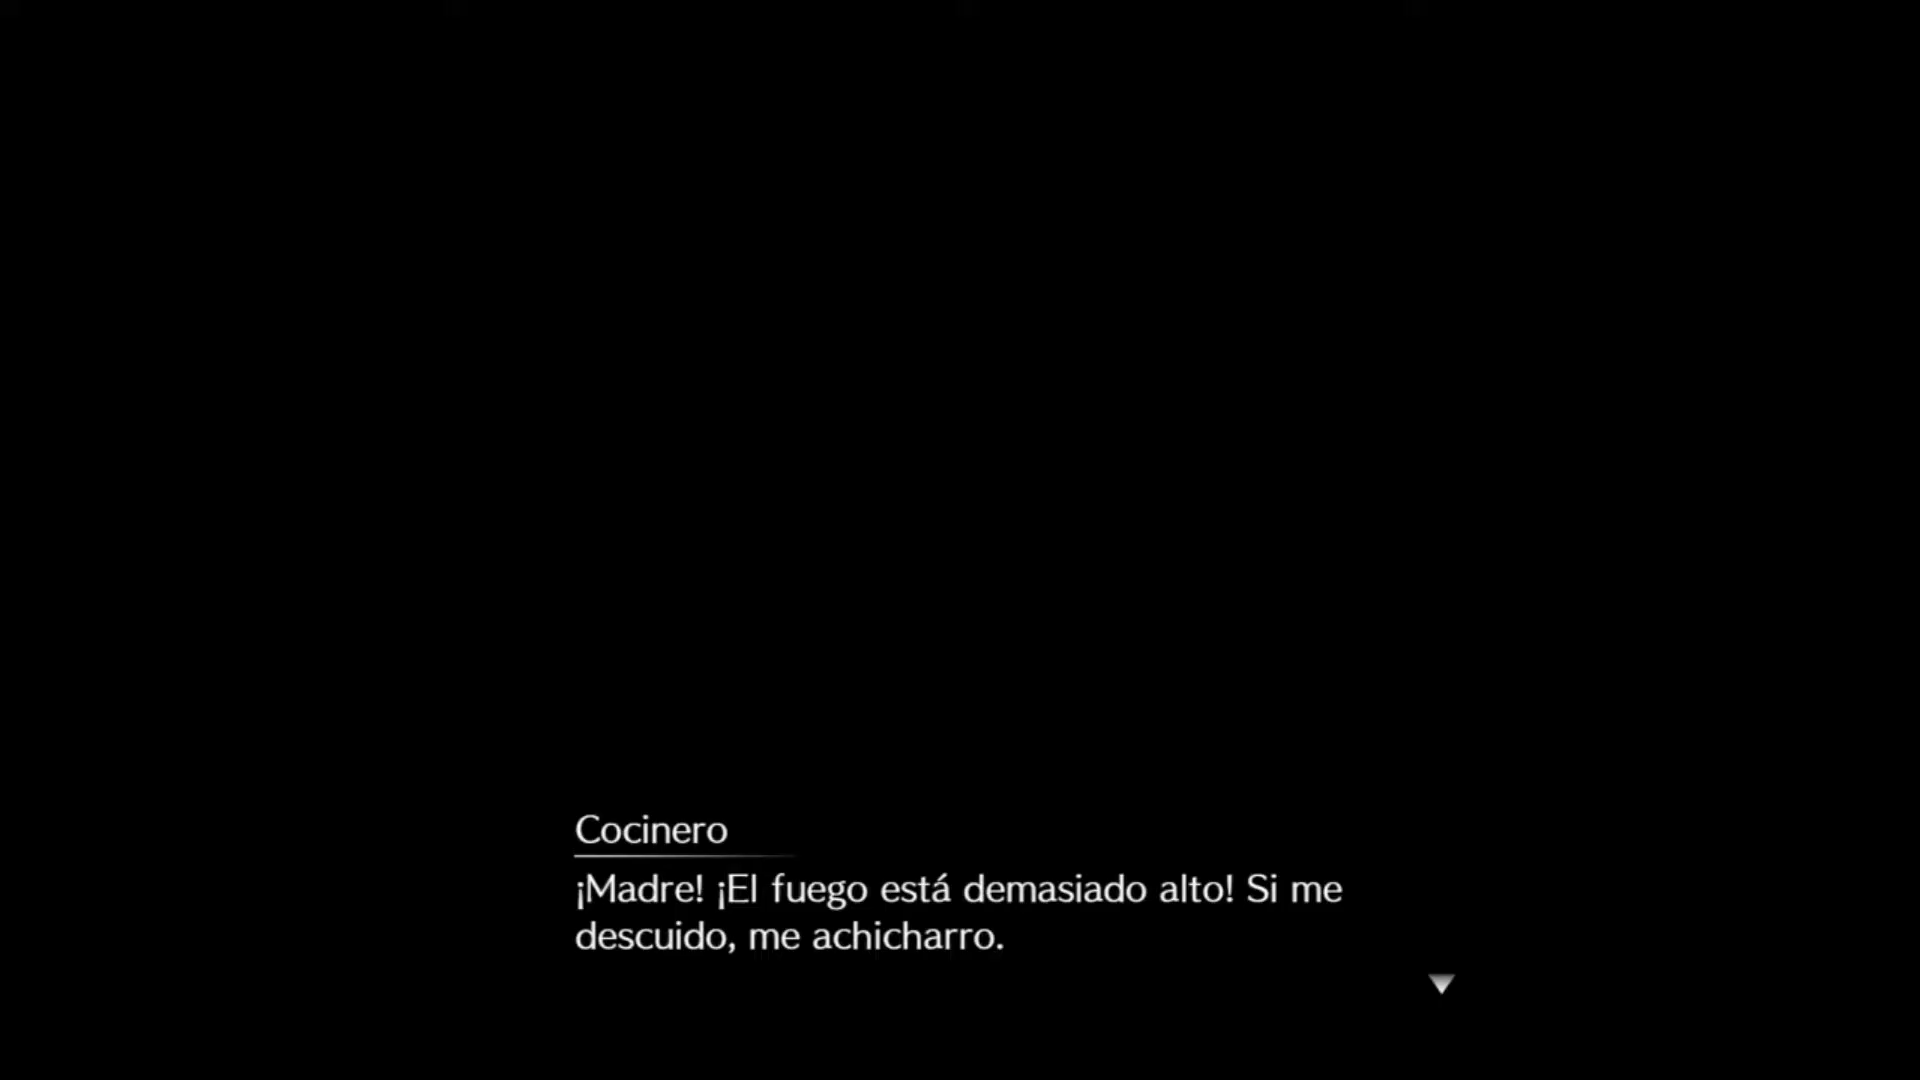 Cocinero
¡Madre! ¡El fuego está demasiado alto! Si me
descuido, me achicharro.